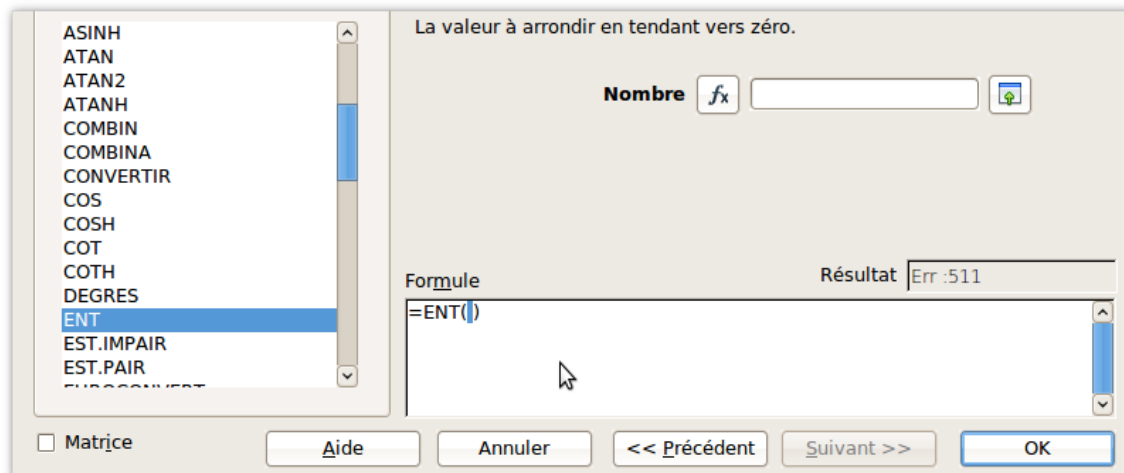 ASINH
ATAN
ATAN2
ATANH
COMBIN
COMBINA
CONVERTIR
COS
COSH
COT
COTH
DEGRES
ENT
EST.IMPAIR
EST.PAIR
EUROCONVERT
Matrice
La valeur à arrondir en tendant vers zéro.
Nombre fx
Résultat Err :511
Formule
=ENT( )
Aide Annuler << Précédent Suivant >> OK